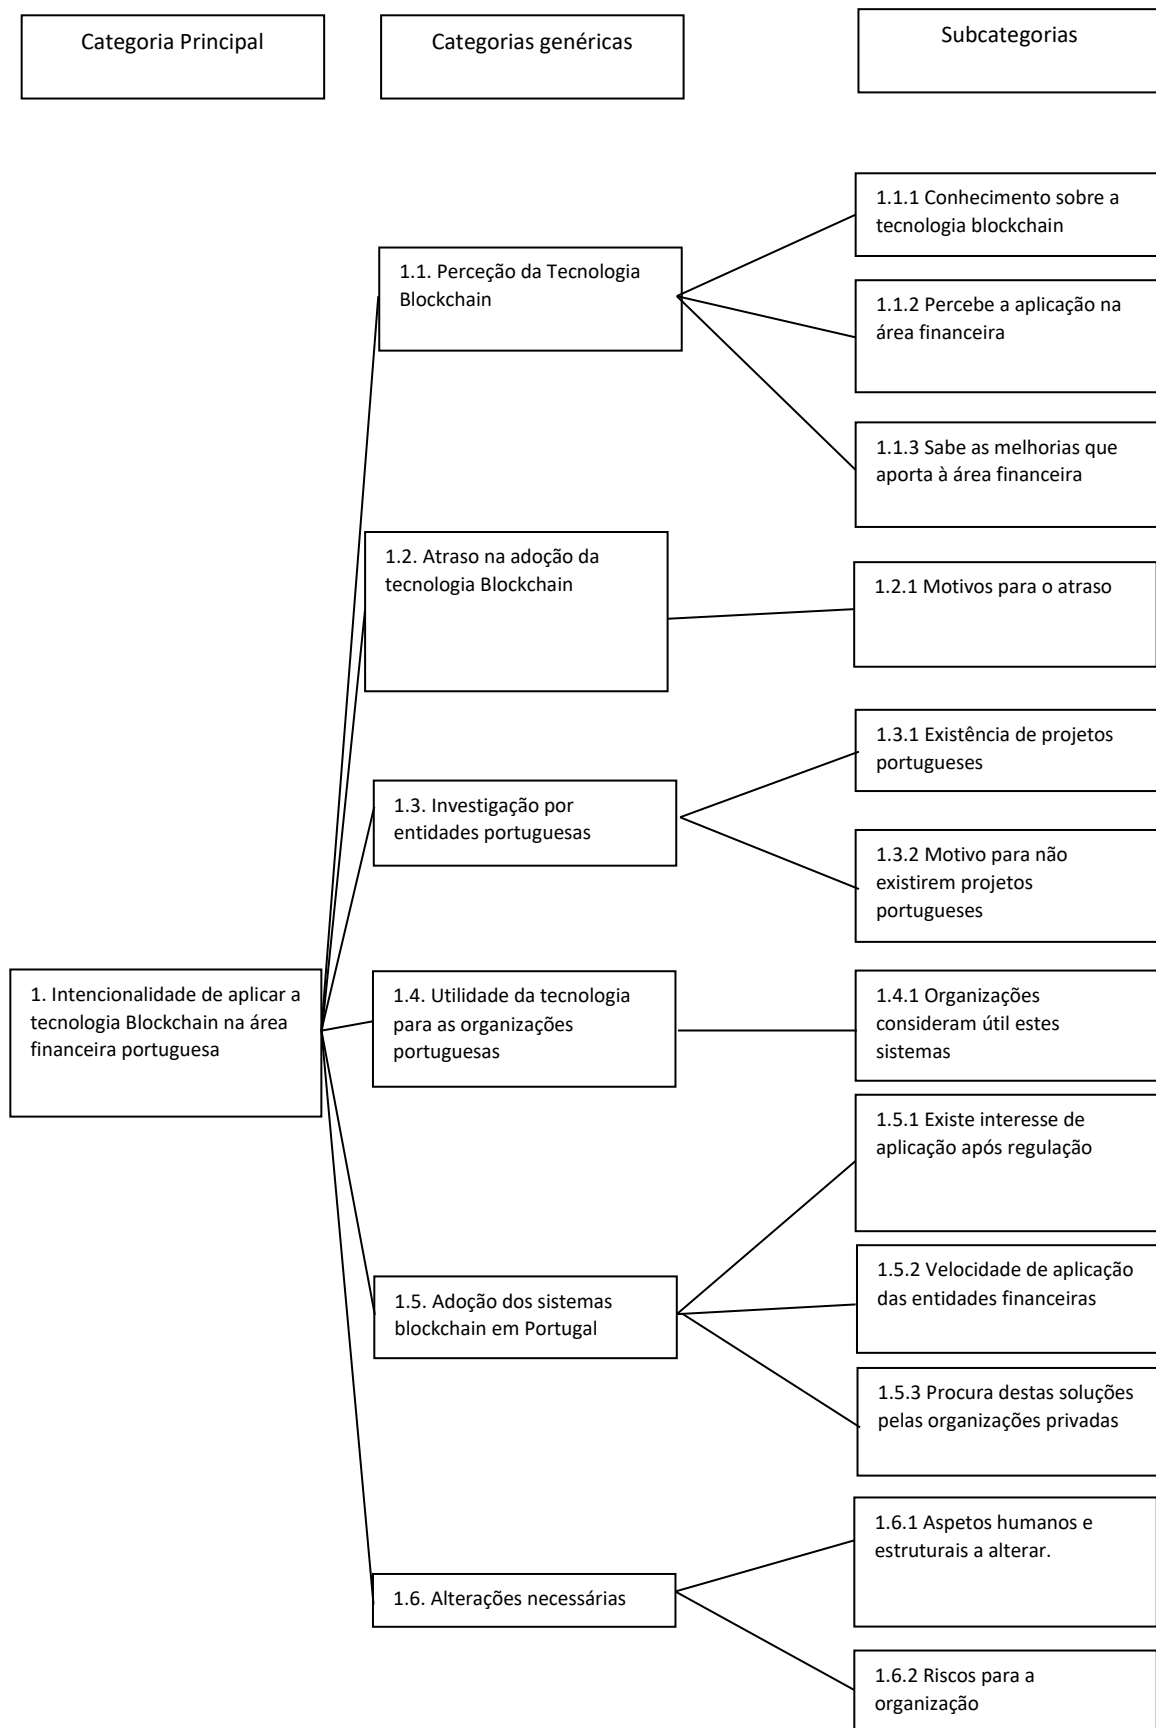 Categoria Principal
Categorias genéricas
Subcategorias
1.1.1 Conhecimento sobre a
tecnologia blockchain
1.1. Perceção da Tecnologia
Blockchain
1.1.2 Percebe a aplicação na
área financeira
1.1.3 Sabe as melhorias que
aporta à área financeira
1.2. Atraso na adoção da
tecnologia Blockchain
1.2.1 Motivos para o atraso
1.3.1 Existência de projetos
portugueses
1.3. Investigação por
entidades portuguesas
1.3.2 Motivo para não
existirem projetos
portugueses
1. Intencionalidade de aplicar a
tecnologia Blockchain na área
financeira portuguesa
1.4. Utilidade da tecnologia
para as organizações
portuguesas
1.4.1 Organizações
consideram útil estes
sistemas
1.5.1 Existe interesse de
aplicação após regulação
1.5.2 Velocidade de aplicação
das entidades financeiras
1.5. Adoção dos sistemas
blockchain em Portugal
1.5.3 Procura destas soluções
pelas organizações privadas
1.6.1 Aspetos humanos e
estruturais a alterar.
1.6. Alterações necessárias
1.6.2 Riscos para a
organização